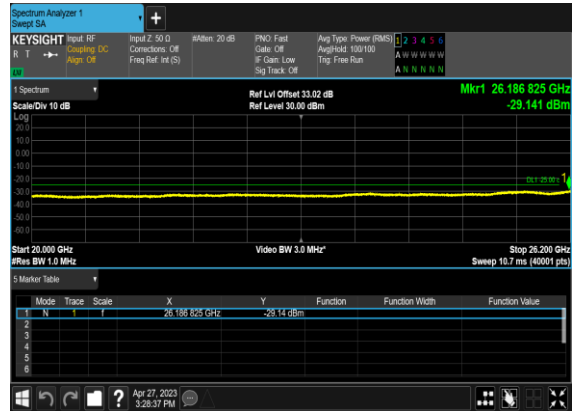 Spectrum Analyzer 1
Swept SA
+
KEYSIGHT Input: RF Input Z: 50 Ω #Atten: 20 dB PNO: Fast Avg Type: Power (RMS) 1 2 3 4 5 6
R T Coupling: DC Corrections: Off Gate: Off Avg|Hold: 100/100 A W W W W W
Align: Off Freq Ref: Int (S) IF Gain: Low Trig: Free Run
Sig Track: Off A N N N N N
1 Spectrum Ref Lvl Offset 33.02 dB Mkr1 26.186 825 GHz
Scale/Div 10 dB Ref Level 30.00 dBm -29.141 dBm
Log
20.0
10.0
0.00
-10.0
-20.0
DL1 -25.00 1
-30.0
-40.0
-50.0
-60.0
Start 20.000 GHz Video BW 3.0 MHz* Stop 26.200 GHz
#Res BW 1.0 MHz Sweep 10.7 ms (40001 pts)
5 Marker Table
Mode Trace Scale X Y Function Function Width Function Value
1 N 1 f 26.186 825 GHz -29.14 dBm
2
3
4
5
6
? Apr 27, 2023
3:28:37 PM